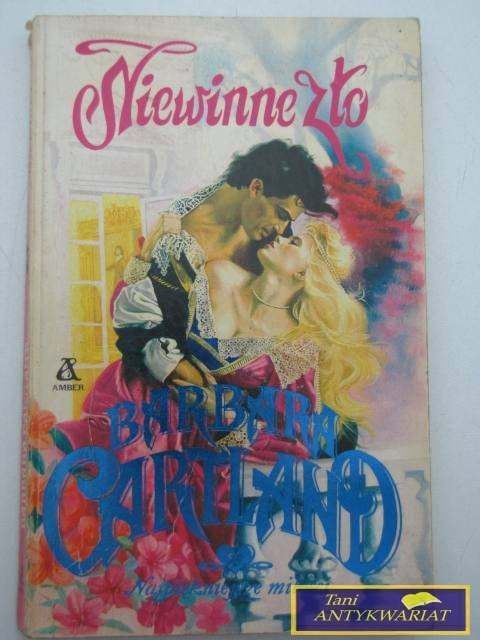 Niewinne zło
AMBER
BARBARA
CARTLAND
Tani
ANTYKWARIAT